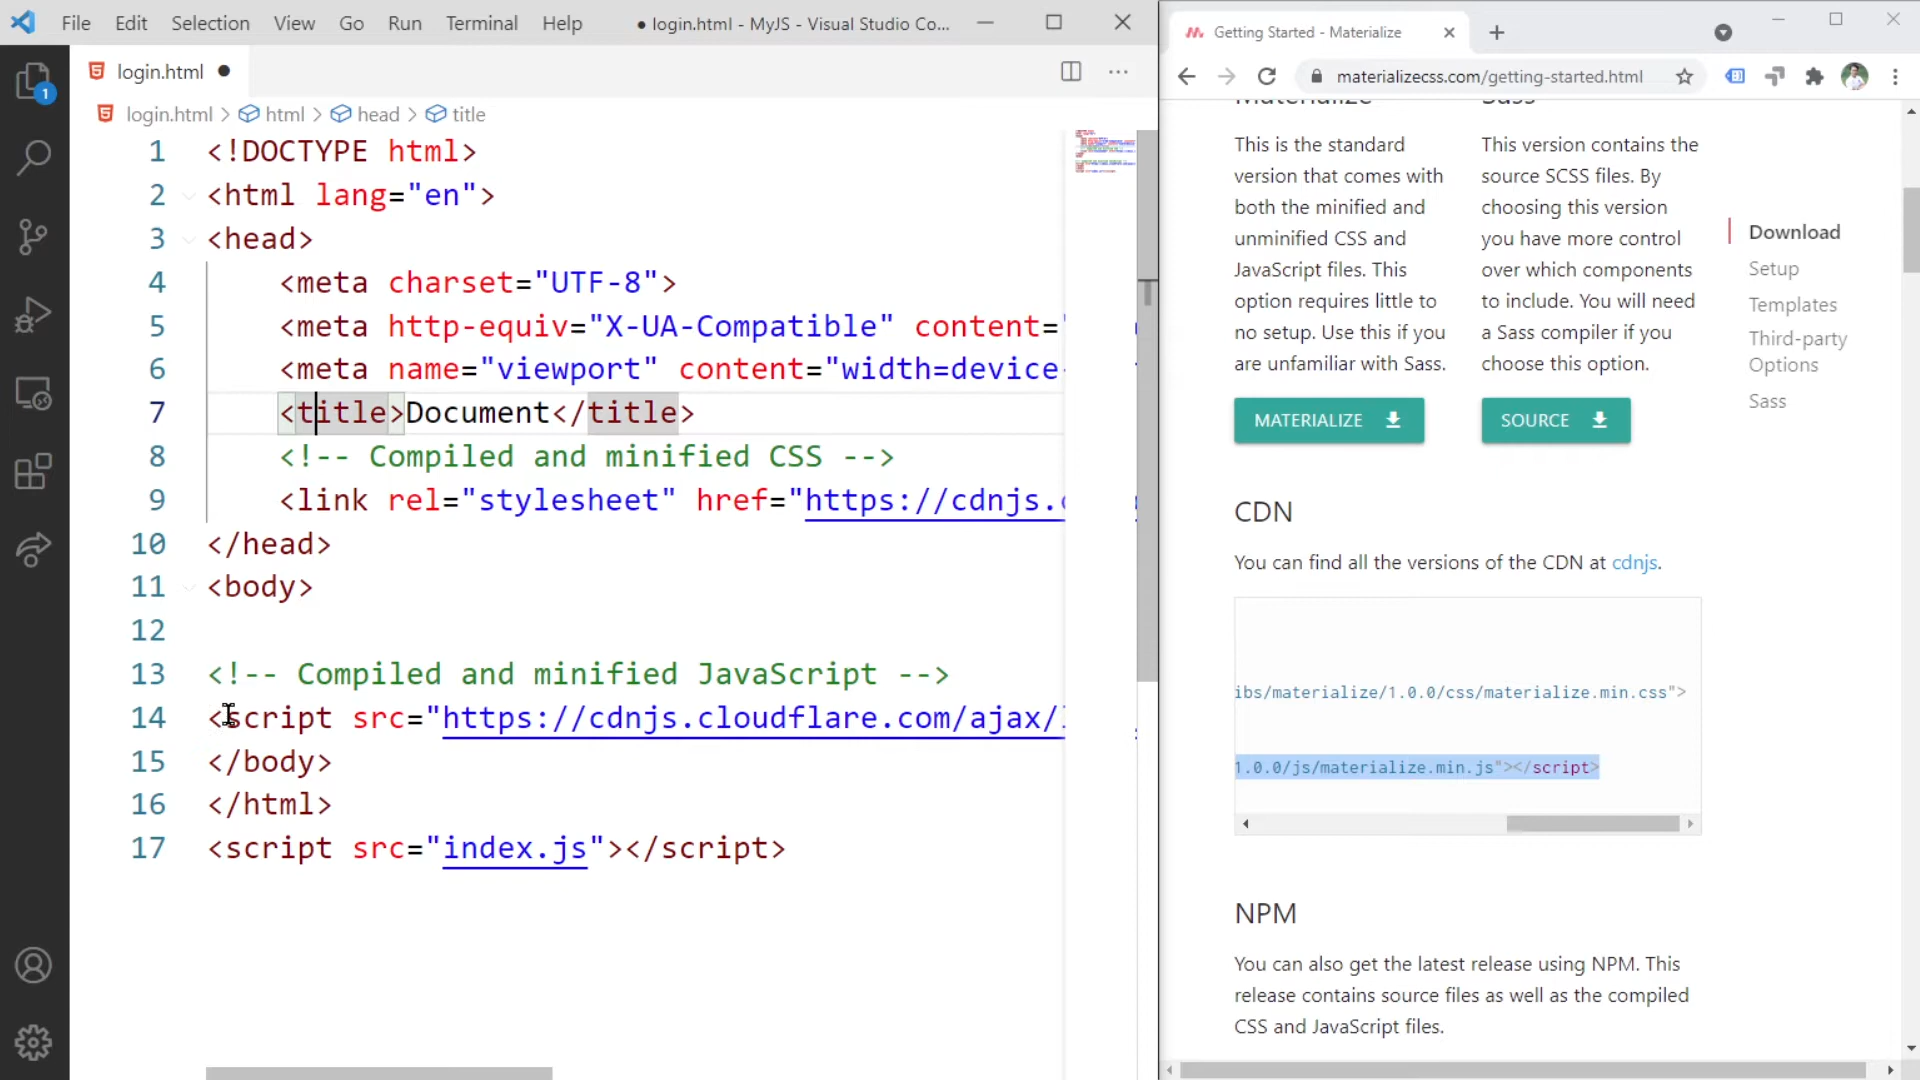 File Edit Selection View Go Run Terminal Help ● login.html - MyJS - Visual Studio Co...
login.html ●
login.html > html > head > title
1 <!DOCTYPE html>
2 <html lang="en">
3 <head>
4 <meta charset="UTF-8">
5 <meta http-equiv="X-UA-Compatible" content="
6 <meta name="viewport" content="width=device-
7 <title>Document</title>
8 <!-- Compiled and minified CSS -->
9 <link rel="stylesheet" href="https://cdnjs.c
10 </head>
11 <body>
12
13 <!-- Compiled and minified JavaScript -->
14 <script src="https://cdnjs.cloudflare.com/ajax/l
15 </body>
16 </html>
17 <script src="index.js"></script>
1
Getting Started - Materialize
materializecss.com/getting-started.html
Materialize
This is the standard
version that comes with
both the minified and
unminified CSS and
JavaScript files. This
option requires little to
no setup. Use this if you
are unfamiliar with Sass.
MATERIALIZE
Sass
This version contains the
source SCSS files. By
choosing this version
you have more control
over which components
to include. You will need
a Sass compiler if you
choose this option.
SOURCE
Download
Setup
Templates
Third-party
Options
Sass
CDN
You can find all the versions of the CDN at cdnjs.
ibs/materialize/1.0.0/css/materialize.min.css">
1.0.0/js/materialize.min.js"></script>
NPM
You can also get the latest release using NPM. This
release contains source files as well as the compiled
CSS and JavaScript files.